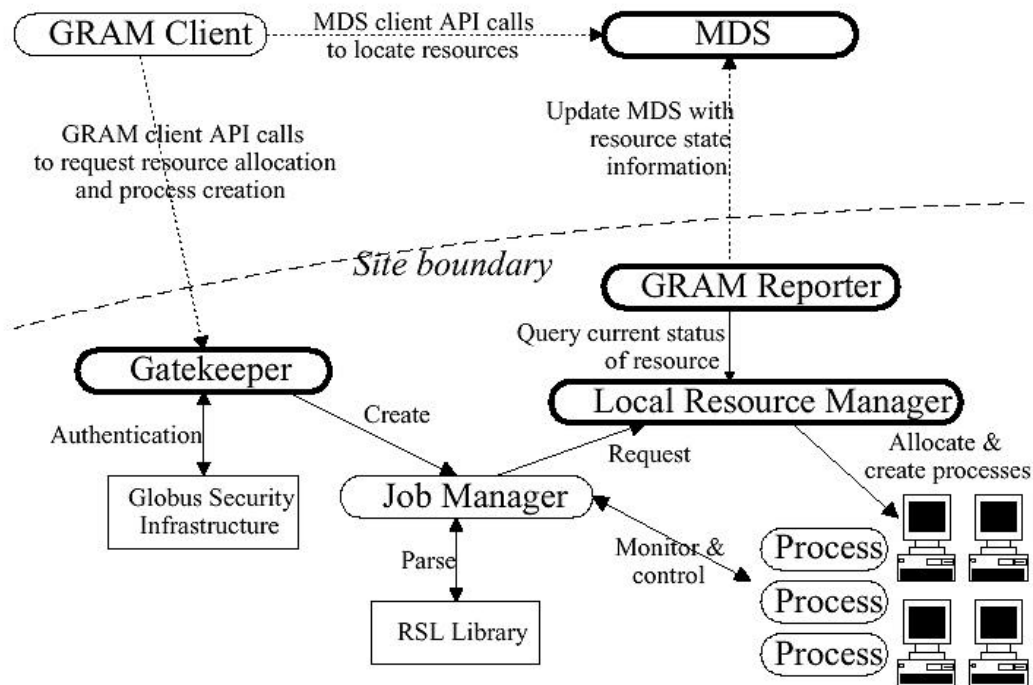 GRAM Client
MDS client API calls
to locate resources
MDS
GRAM client API calls
to request resource allocation
and process creation
Update MDS with
resource state
information
Site boundary
GRAM Reporter
Query current status
of resource
Gatekeeper
Local Resource Manager
Create
Authentication
Request
Allocate &
create processes
Globus Security
Infrastructure
Job Manager
Parse
Monitor &
control
Process
Process
Process
RSL Library